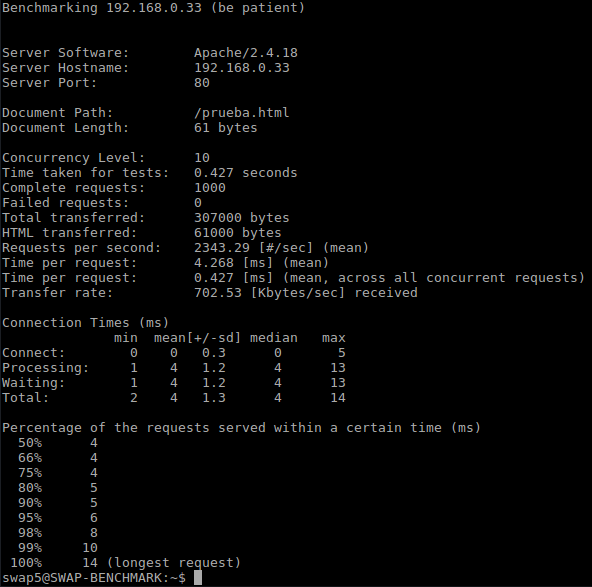 Benchmarking 192.168.0.33 (be patient)
Server Software:        Apache/2.4.18
Server Hostname:        192.168.0.33
Server Port:            80
Document Path:          /prueba.html
Document Length:        61 bytes
Concurrency Level:      10
Time taken for tests:   0.427 seconds
Complete requests:      1000
Failed requests:        0
Total transferred:      307000 bytes
HTML transferred:       61000 bytes
Requests per second:    2343.29 [#/sec] (mean)
Time per request:       4.268 [ms] (mean)
Time per request:       0.427 [ms] (mean, across all concurrent requests)
Transfer rate:          702.53 [Kbytes/sec] received
Connection Times (ms)
              min  mean[+/-sd] median   max
Connect:        0    0   0.3      0       5
Processing:     1    4   1.2      4      13
Waiting:        1    4   1.2      4      13
Total:          2    4   1.3      4      14
Percentage of the requests served within a certain time (ms)
  50%      4
  66%      4
  75%      4
  80%      5
  90%      5
  95%      6
  98%      8
  99%     10
 100%     14 (longest request)
swap5@SWAP-BENCHMARK:~$